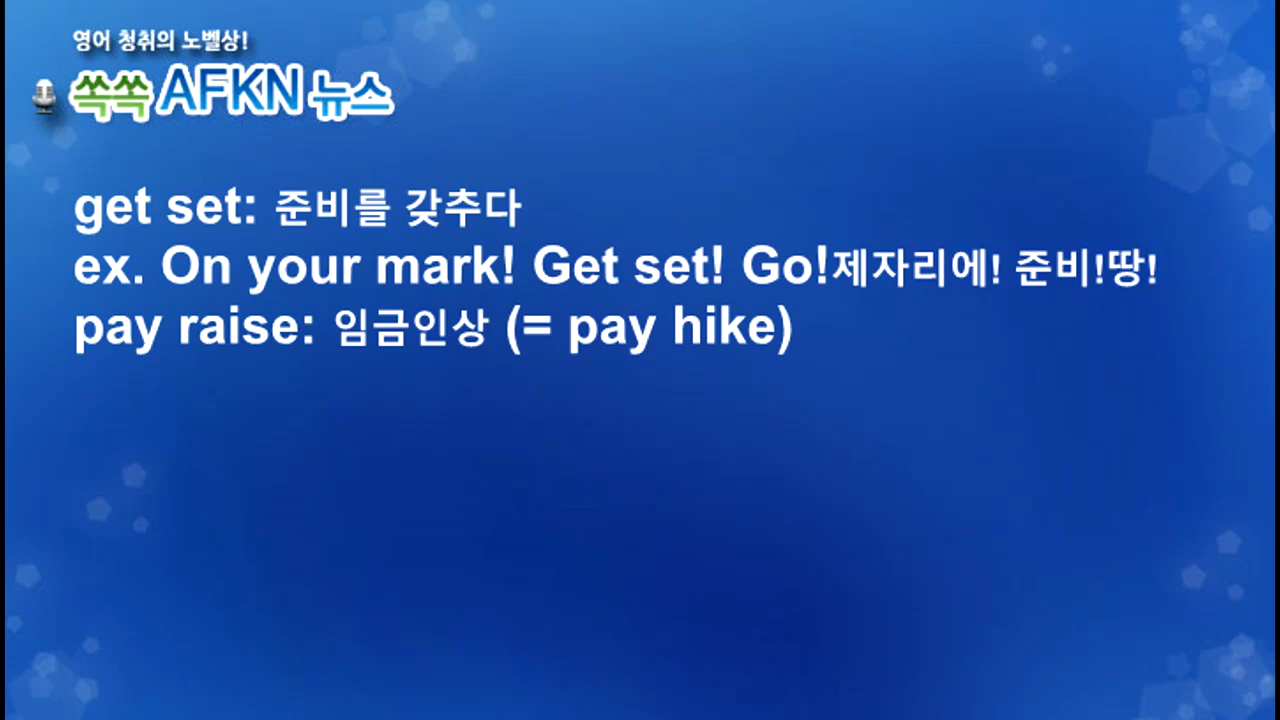 영어 청취의 노벨상!
쏙쏙 AFKN 뉴스
get set: 준비를 갖추다
ex. On your mark! Get set! Go!제자리에! 준비!땅!
pay raise: 임금인상 (= pay hike)